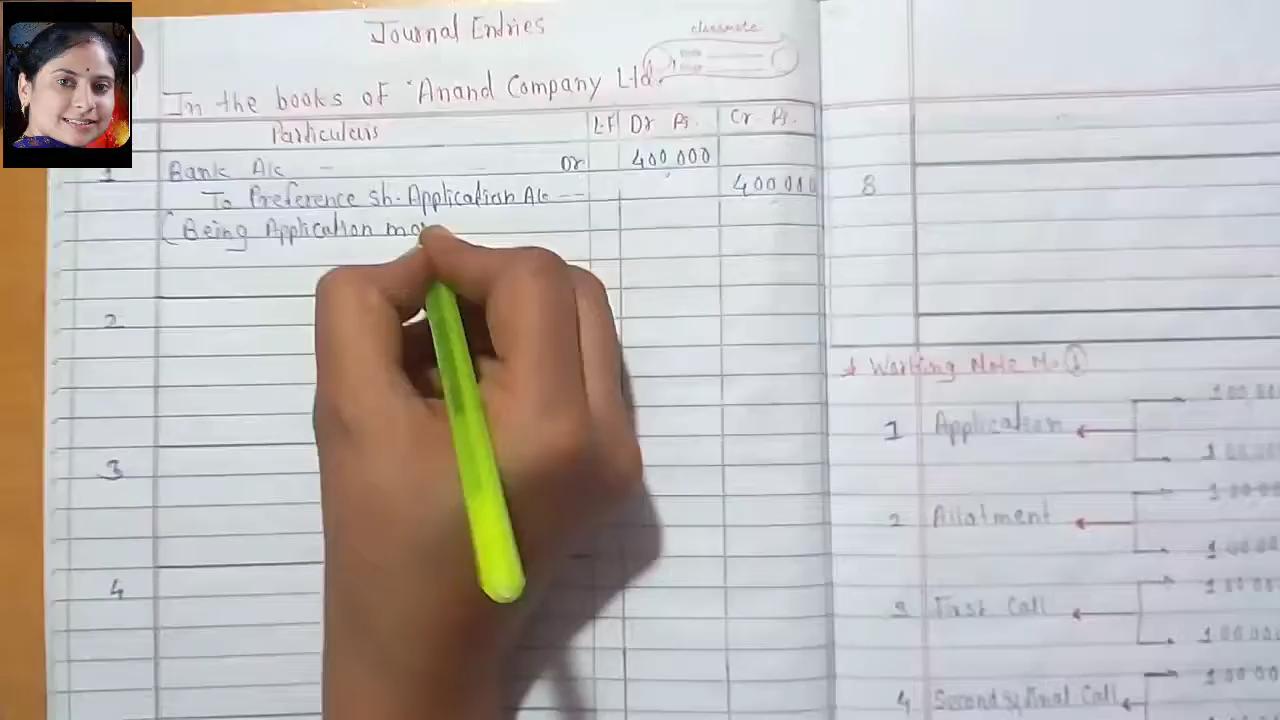 Journal Entries
classmate
In the books of Anand Company Ltd.
Particulars L.F Dr Rs. Cr. Rs.
1 Bank A/c - Dr 400 000
To Preference sh. Application A/c -- 400 000
(Being Application mo
2
3
4
8
* Working Note No ①
1 Application
2 Allotment
3 First Call
4 Second & final Call